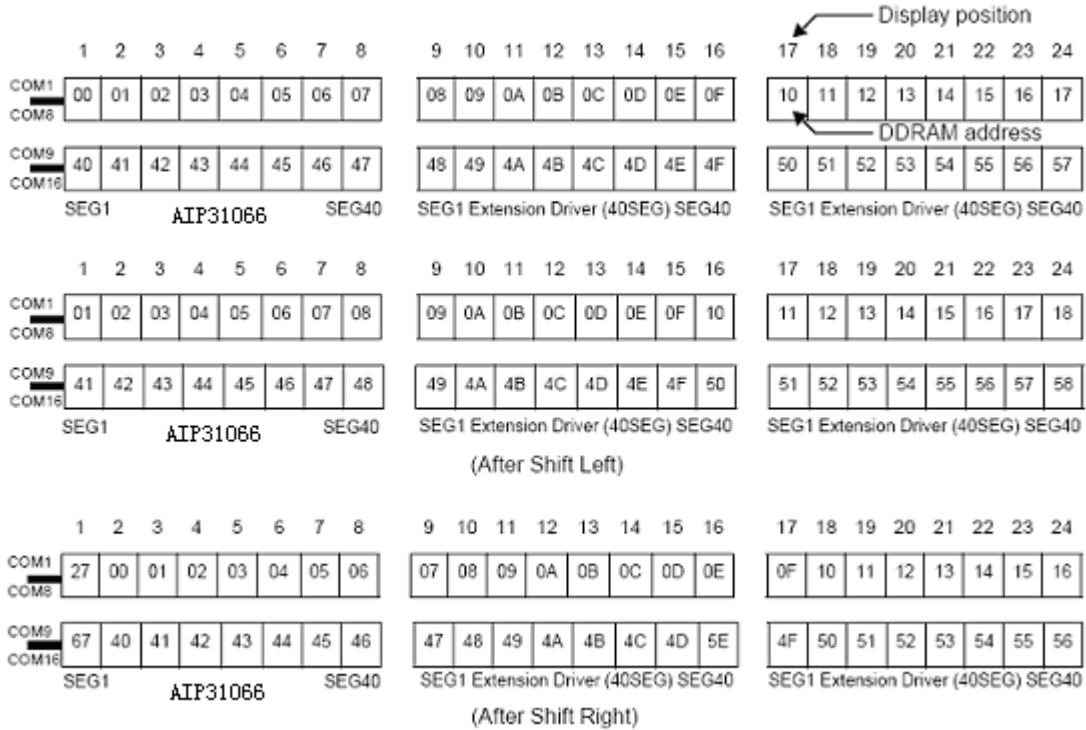 Display position
1 2 3 4 5 6 7 8 9 10 11 12 13 14 15 16 17 18 19 20 21 22 23 24
COM1
00 01 02 03 04 05 06 07 08 09 0A 0B 0C 0D 0E 0F 10 11 12 13 14 15 16 17
COM8
DDRAM address
COM9
40 41 42 43 44 45 46 47 48 49 4A 4B 4C 4D 4E 4F 50 51 52 53 54 55 56 57
COM16
SEG1 AIP31066 SEG40 SEG1 Extension Driver (40SEG) SEG40 SEG1 Extension Driver (40SEG) SEG40
1 2 3 4 5 6 7 8 9 10 11 12 13 14 15 16 17 18 19 20 21 22 23 24
COM1
01 02 03 04 05 06 07 08 09 0A 0B 0C 0D 0E 0F 10 11 12 13 14 15 16 17 18
COM8
COM9
41 42 43 44 45 46 47 48 49 4A 4B 4C 4D 4E 4F 50 51 52 53 54 55 56 57 58
COM16
SEG1 AIP31066 SEG40 SEG1 Extension Driver (40SEG) SEG40 SEG1 Extension Driver (40SEG) SEG40
(After Shift Left)
1 2 3 4 5 6 7 8 9 10 11 12 13 14 15 16 17 18 19 20 21 22 23 24
COM1
27 00 01 02 03 04 05 06 07 08 09 0A 0B 0C 0D 0E 0F 10 11 12 13 14 15 16
COM8
COM9
67 40 41 42 43 44 45 46 47 48 49 4A 4B 4C 4D 5E 4F 50 51 52 53 54 55 56
COM16
SEG1 AIP31066 SEG40 SEG1 Extension Driver (40SEG) SEG40 SEG1 Extension Driver (40SEG) SEG40
(After Shift Right)